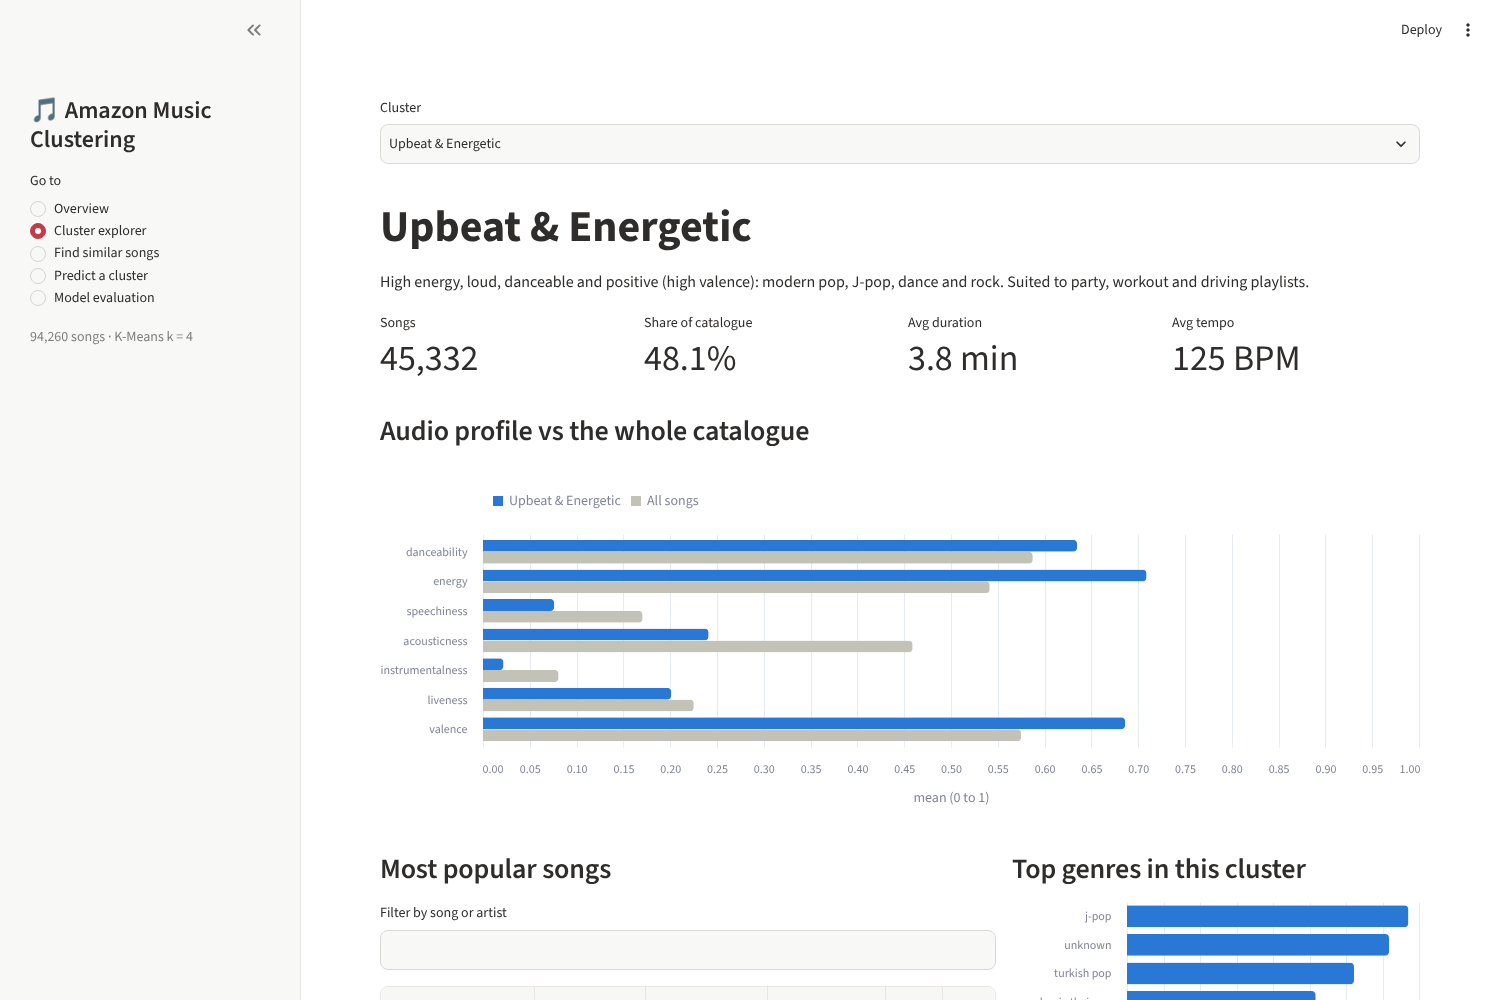 Deploy
🎵 Amazon Music
Clustering
Go to
Overview
Cluster explorer
Find similar songs
Predict a cluster
Model evaluation
94,260 songs · K-Means k = 4
Cluster
Upbeat & Energetic
Upbeat & Energetic
High energy, loud, danceable and positive (high valence): modern pop, J-pop, dance and rock. Suited to party, workout and driving playlists.
Songs
45,332
Share of catalogue
48.1%
Avg duration
3.8 min
Avg tempo
125 BPM
Audio profile vs the whole catalogue
Upbeat & Energetic All songs
danceability
energy
speechiness
acousticness
instrumentalness
liveness
valence
0.00 0.05 0.10 0.15 0.20 0.25 0.30 0.35 0.40 0.45 0.50 0.55 0.60 0.65 0.70 0.75 0.80 0.85 0.90 0.95 1.00
mean (0 to 1)
Most popular songs
Filter by song or artist
Top genres in this cluster
j-pop
unknown
turkish pop